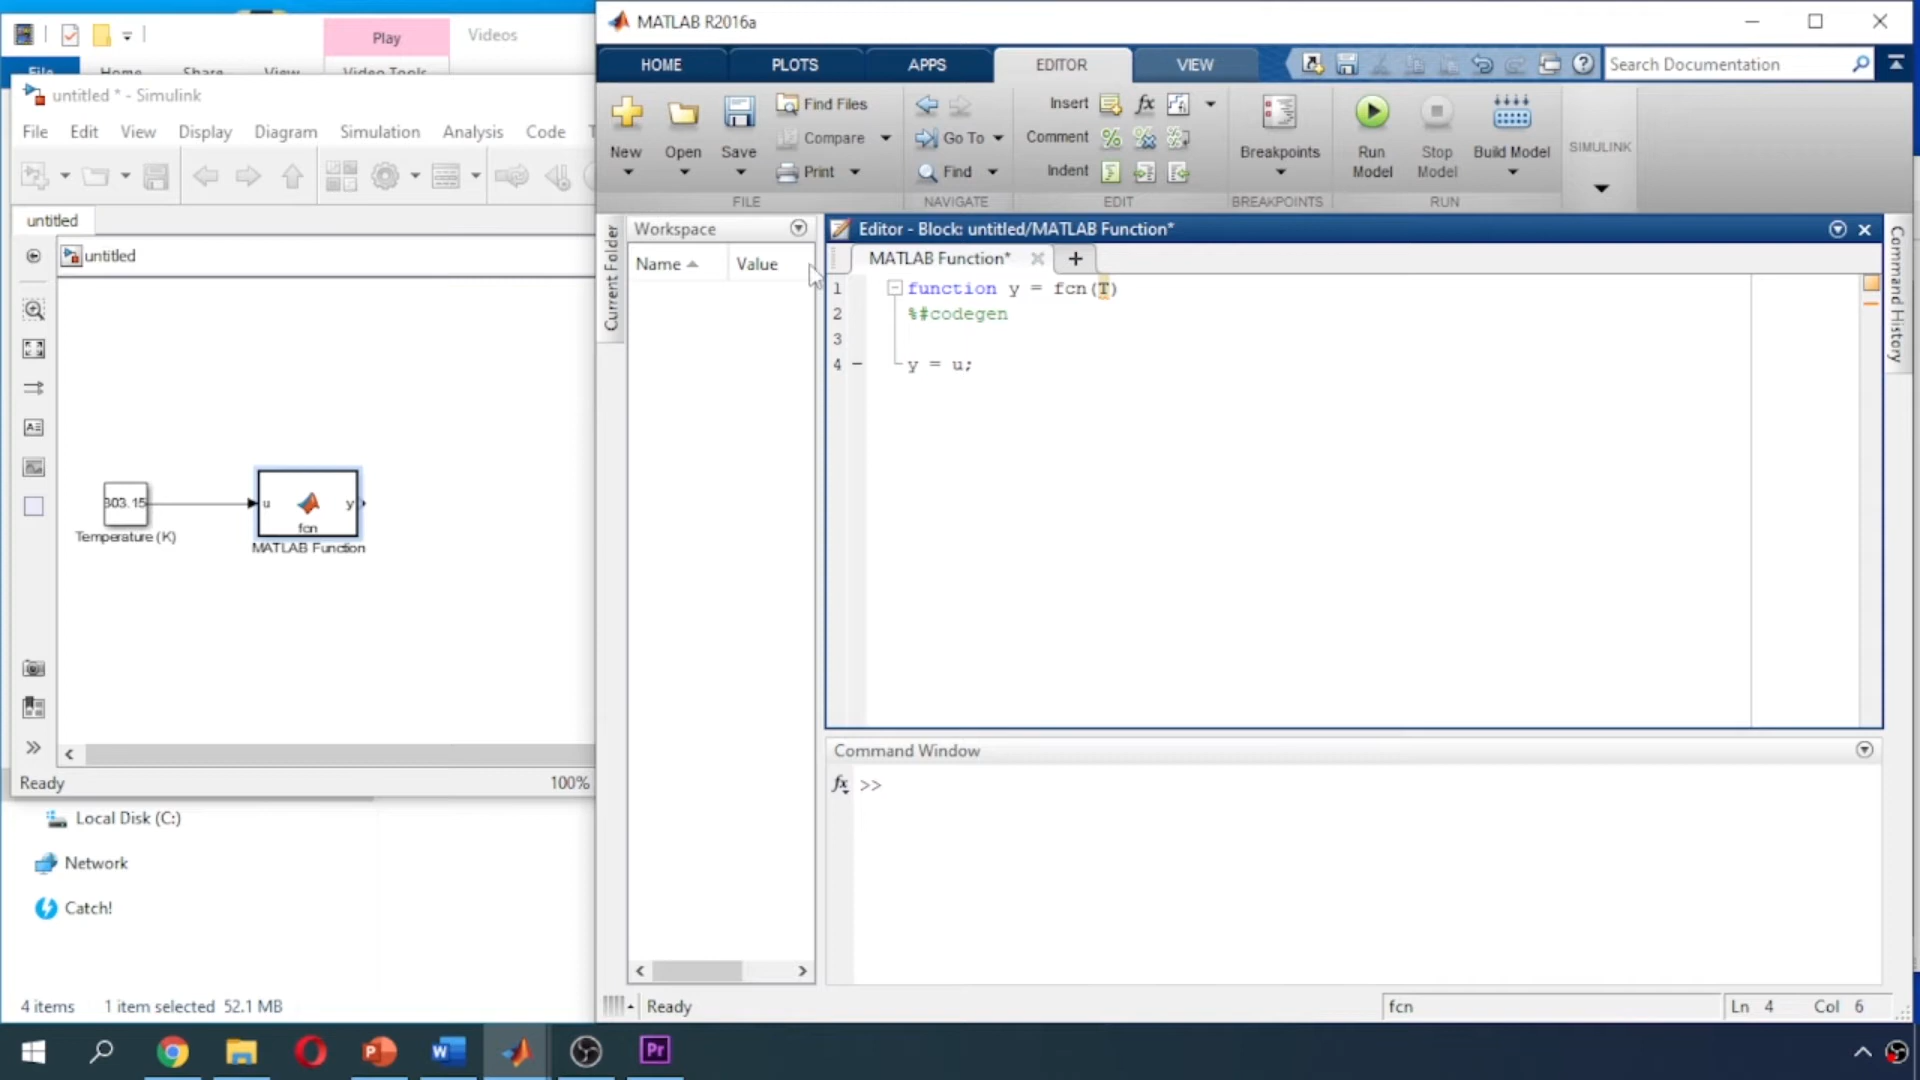 Play
Videos
File Home Share View Video Tools
untitled * - Simulink
File Edit View Display Diagram Simulation Analysis Code
untitled
untitled
303.15
Temperature (K)
u
y
fcn
MATLAB Function
Ready
100%
Local Disk (C:)
Network
Catch!
4 items 1 item selected 52.1 MB
MATLAB R2016a
HOME PLOTS APPS EDITOR VIEW
Search Documentation
New
Open
Save
Find Files
Compare
Print
FILE
Go To
Find
NAVIGATE
Insert
Comment
Indent
EDIT
Breakpoints
BREAKPOINTS
Run Model
Stop Model
Build Model
RUN
SIMULINK
Current Folder
Workspace
Name Value
Editor - Block: untitled/MATLAB Function*
MATLAB Function*
1 function y = fcn(T)
2 %#codegen
3
4 y = u;
Command History
Command Window
fx >>
Ready
fcn
Ln 4 Col 6